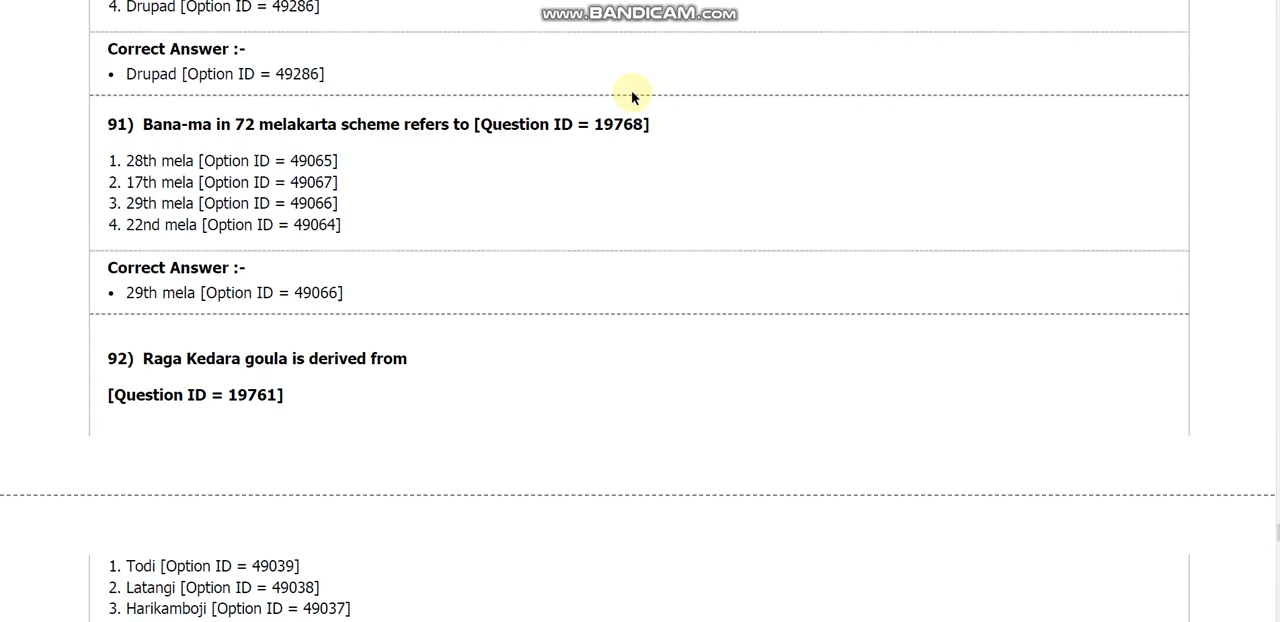 4. Drupad [Option ID = 49286]
www.BANDICAM.com
Correct Answer :-
• Drupad [Option ID = 49286]
91) Bana-ma in 72 melakarta scheme refers to [Question ID = 19768]
1. 28th mela [Option ID = 49065]
2. 17th mela [Option ID = 49067]
3. 29th mela [Option ID = 49066]
4. 22nd mela [Option ID = 49064]
Correct Answer :-
• 29th mela [Option ID = 49066]
92) Raga Kedara goula is derived from
[Question ID = 19761]
1. Todi [Option ID = 49039]
2. Latangi [Option ID = 49038]
3. Harikamboji [Option ID = 49037]